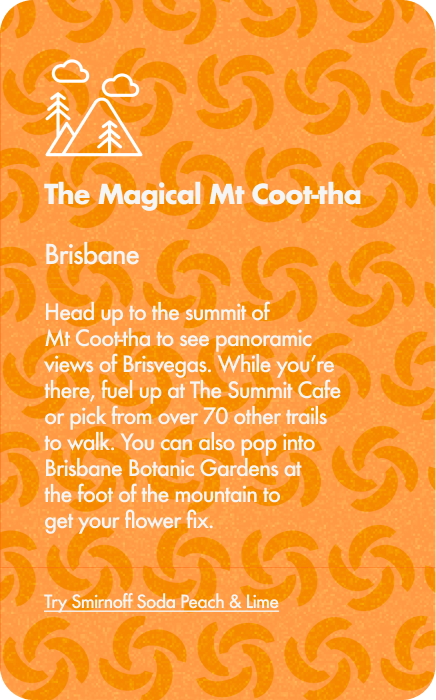 The Magical Mt Coot-tha
Brisbane
Head up to the summit of
Mt Coot-tha to see panoramic
views of Brisvegas. While you're
there, fuel up at The Summit Cafe
or pick from over 70 other trails
to walk. You can also pop into
Brisbane Botanic Gardens at
the foot of the mountain to
get your flower fix.
Try Smirnoff Soda Peach & Lime